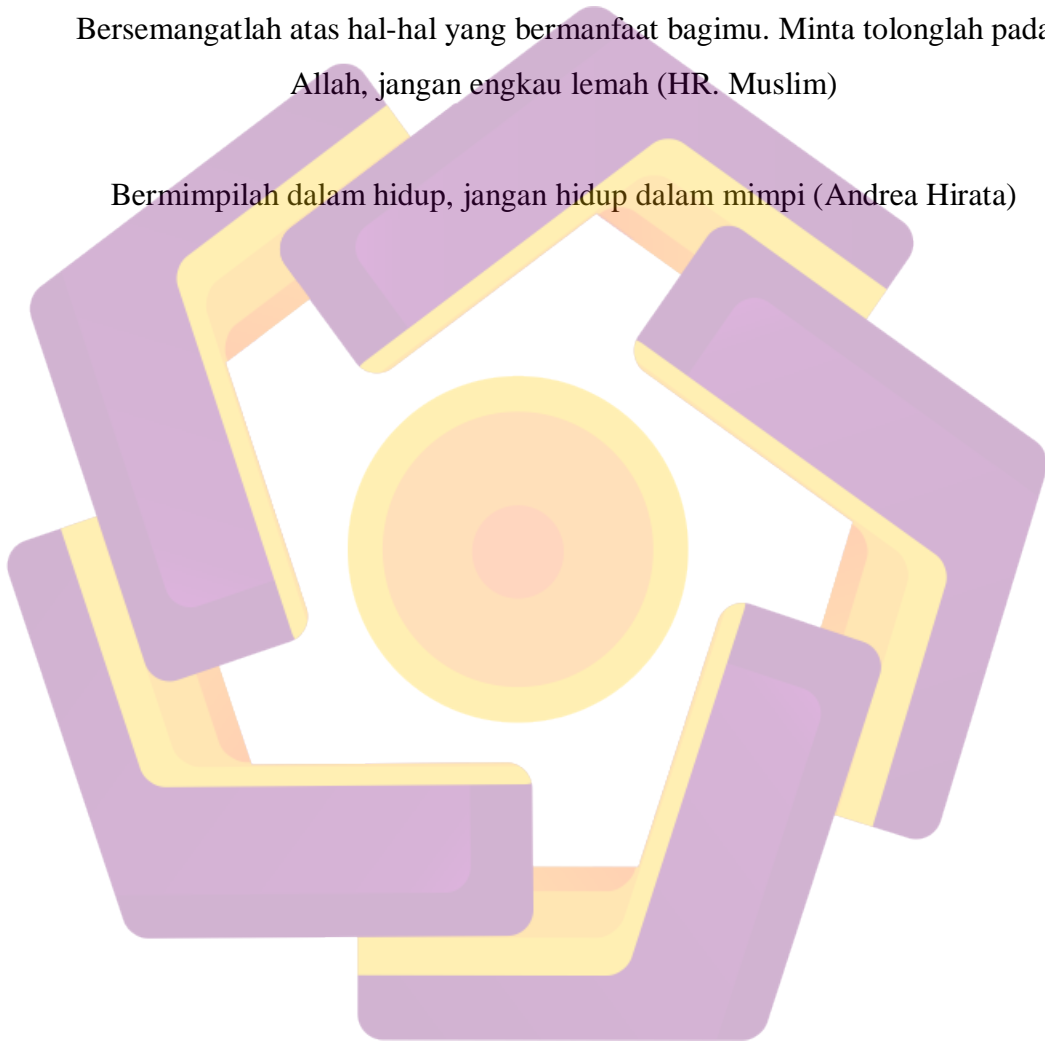 Bersemangatlah atas hal-hal yang bermanfaat bagimu. Minta tolonglah pada
Allah, jangan engkau lemah (HR. Muslim)
Bermimpilah dalam hidup, jangan hidup dalam mimpi (Andrea Hirata)